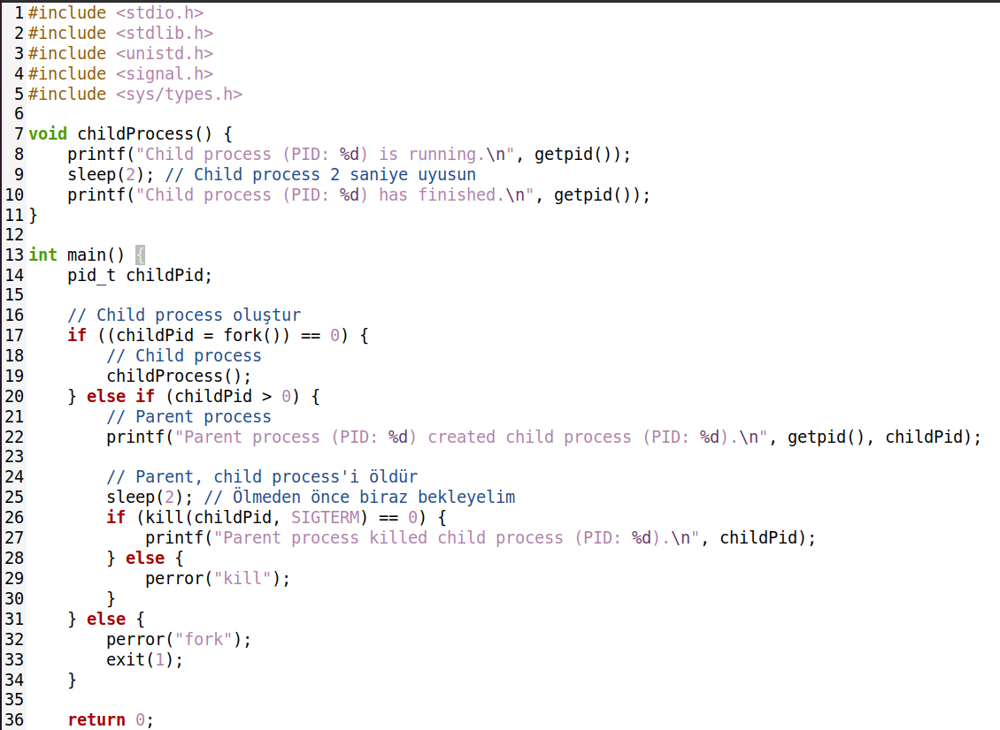 1 #include <stdio.h>
2 #include <stdlib.h>
3 #include <unistd.h>
4 #include <signal.h>
5 #include <sys/types.h>
6
7 void childProcess() {
8     printf("Child process (PID: %d) is running.\n", getpid());
9     sleep(2); // Child process 2 saniye uyusun
10     printf("Child process (PID: %d) has finished.\n", getpid());
11 }
12
13 int main() {
14     pid_t childPid;
15
16     // Child process oluştur
17     if ((childPid = fork()) == 0) {
18         // Child process
19         childProcess();
20     } else if (childPid > 0) {
21         // Parent process
22         printf("Parent process (PID: %d) created child process (PID: %d).\n", getpid(), childPid);
23
24         // Parent, child process'i öldür
25         sleep(2); // Ölmeden önce biraz bekleyelim
26         if (kill(childPid, SIGTERM) == 0) {
27             printf("Parent process killed child process (PID: %d).\n", childPid);
28         } else {
29             perror("kill");
30         }
31     } else {
32         perror("fork");
33         exit(1);
34     }
35
36     return 0;